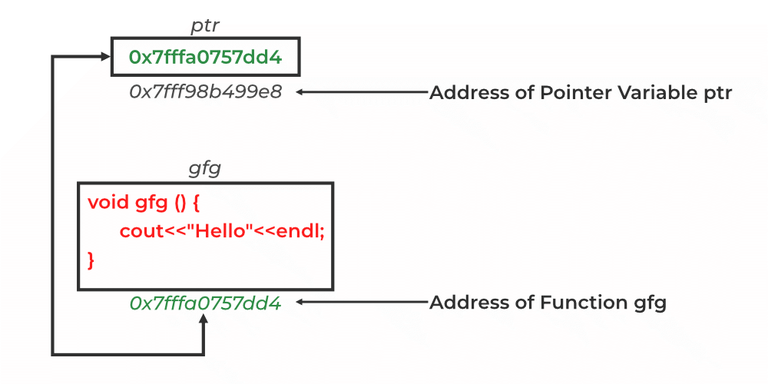 ptr
0x7fffa0757dd4
0x7fff98b499e8
Address of Pointer Variable ptr
gfg
void gfg () {
cout<<"Hello"<<endl;
}
0x7fffa0757dd4
Address of Function gfg